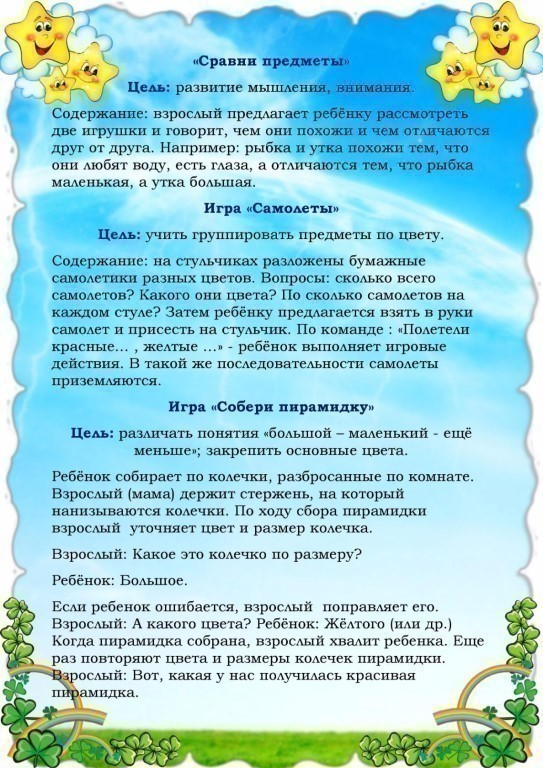 «Сравни предметы»
Цель: развитие мышления, внимания.
Содержание: взрослый предлагает ребёнку рассмотреть
две игрушки и говорит, чем они похожи и чем отличаются
друг от друга. Например: рыбка и утка похожи тем, что
они любят воду, есть глаза, а отличаются тем, что рыбка
маленькая, а утка большая.
Игра «Самолеты»
Цель: учить группировать предметы по цвету.
Содержание: на стульчиках разложены бумажные
самолетики разных цветов. Вопросы: сколько всего
самолетов? Какого они цвета? По сколько самолетов на
каждом стуле? Затем ребёнку предлагается взять в руки
самолет и присесть на стульчик. По команде : «Полетели
красные... , желтые ...» - ребёнок выполняет игровые
действия. В такой же последовательности самолеты
приземляются.
Игра «Собери пирамидку»
Цель: различать понятия «большой – маленький - ещё
меньше»; закрепить основные цвета.
Ребёнок собирает по колечки, разбросанные по комнате.
Взрослый (мама) держит стержень, на который
нанизываются колечки. По ходу сбора пирамидки
взрослый уточняет цвет и размер колечка.
Взрослый: Какое это колечко по размеру?
Ребёнок: Большое.
Если ребенок ошибается, взрослый поправляет его.
Взрослый: А какого цвета? Ребёнок: Жёлтого (или др.)
Когда пирамидка собрана, взрослый хвалит ребенка. Еще
раз повторяют цвета и размеры колечек пирамидки.
Взрослый: Вот, какая у нас получилась красивая
пирамидка.